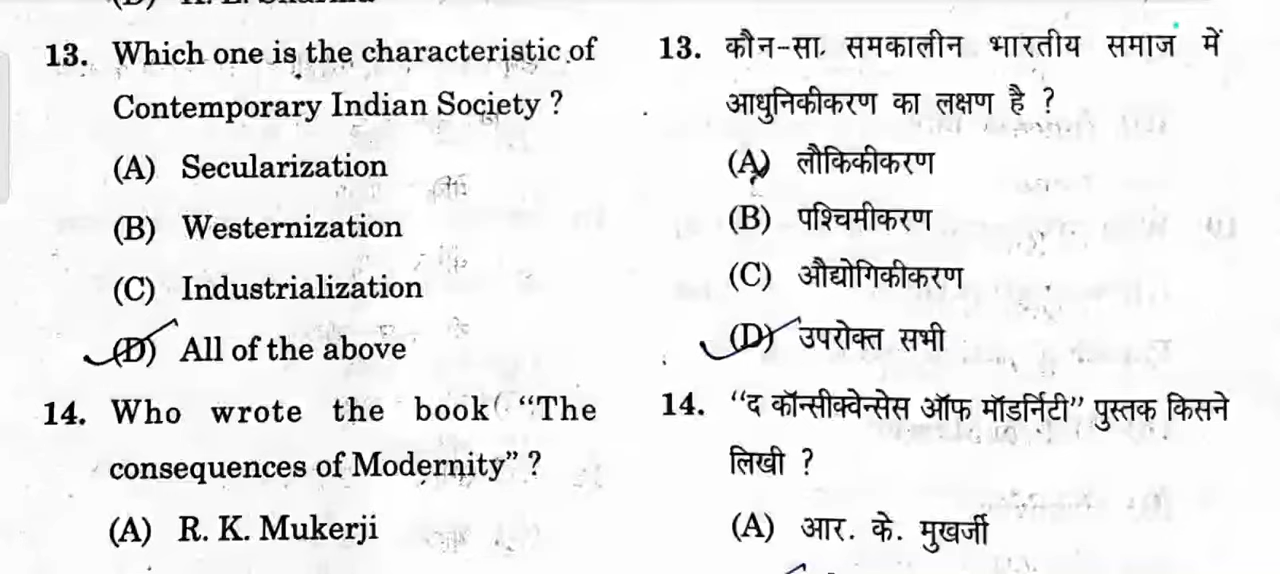 13. Which one is the characteristic of
Contemporary Indian Society ?
(A) Secularization
(B) Westernization
(C) Industrialization
(D) All of the above
14. Who wrote the book "The
consequences of Modernity" ?
(A) R. K. Mukerji
13. कौन-सा समकालीन भारतीय समाज में
आधुनिकीकरण का लक्षण है ?
(A) लौकिकीकरण
(B) पश्चिमीकरण
(C) औद्योगिकीकरण
(D) उपरोक्त सभी
14. "द कॉन्सीक्वेन्सेस ऑफ मॉडर्निटी" पुस्तक किसने
लिखी ?
(A) आर. के. मुखर्जी